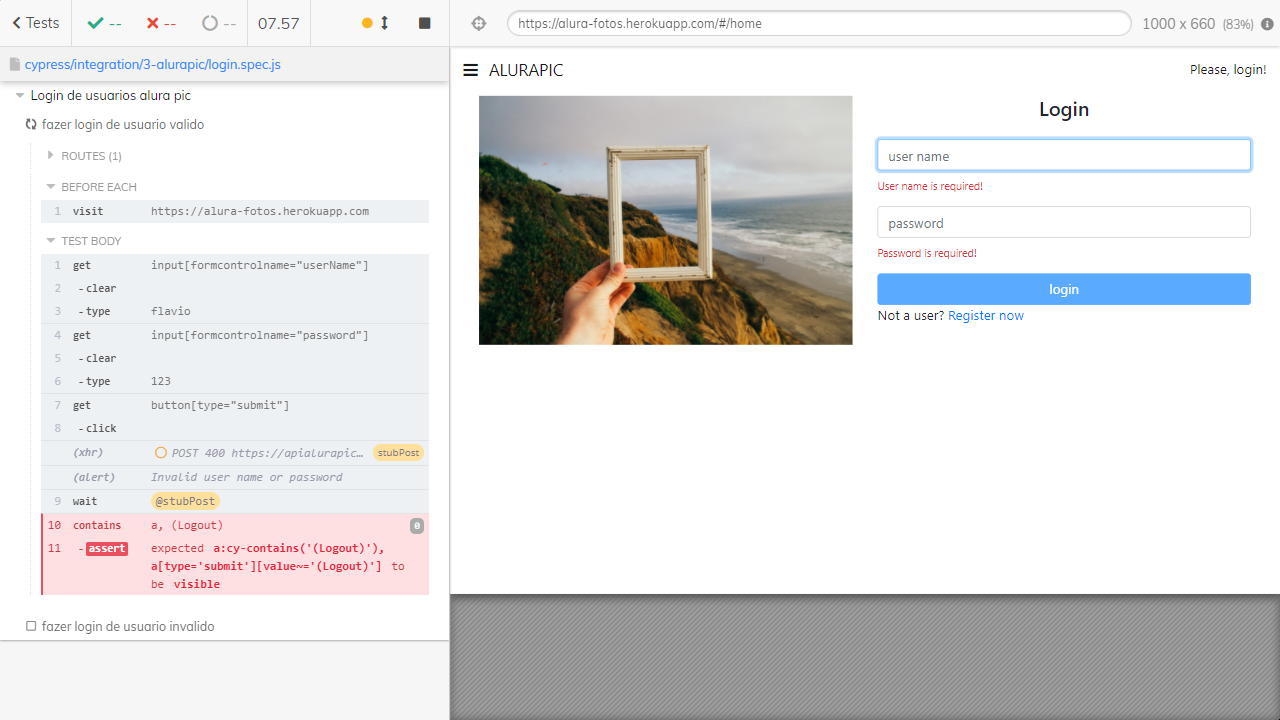 Tests -- -- -- 07.57
https://alura-fotos.herokuapp.com/#/home 1000 x 660 (83%)
cypress/integration/3-alurapic/login.spec.js
Login de usuarios alura pic
fazer login de usuario valido
ROUTES (1)
BEFORE EACH
1 visit https://alura-fotos.herokuapp.com
TEST BODY
1 get input[formcontrolname="userName"]
2 -clear
3 -type flavio
4 get input[formcontrolname="password"]
5 -clear
6 -type 123
7 get button[type="submit"]
8 -click
(xhr) POST 400 https://apialurapic… stubPost
(alert) Invalid user name or password
9 wait @stubPost
10 contains a, (Logout) 0
11 -assert expected a:cy-contains('(Logout)'),
a[type='submit'][value~='(Logout)'] to
be visible
fazer login de usuario invalido
ALURAPIC
Please, login!
Login
user name
User name is required!
password
Password is required!
login
Not a user? Register now